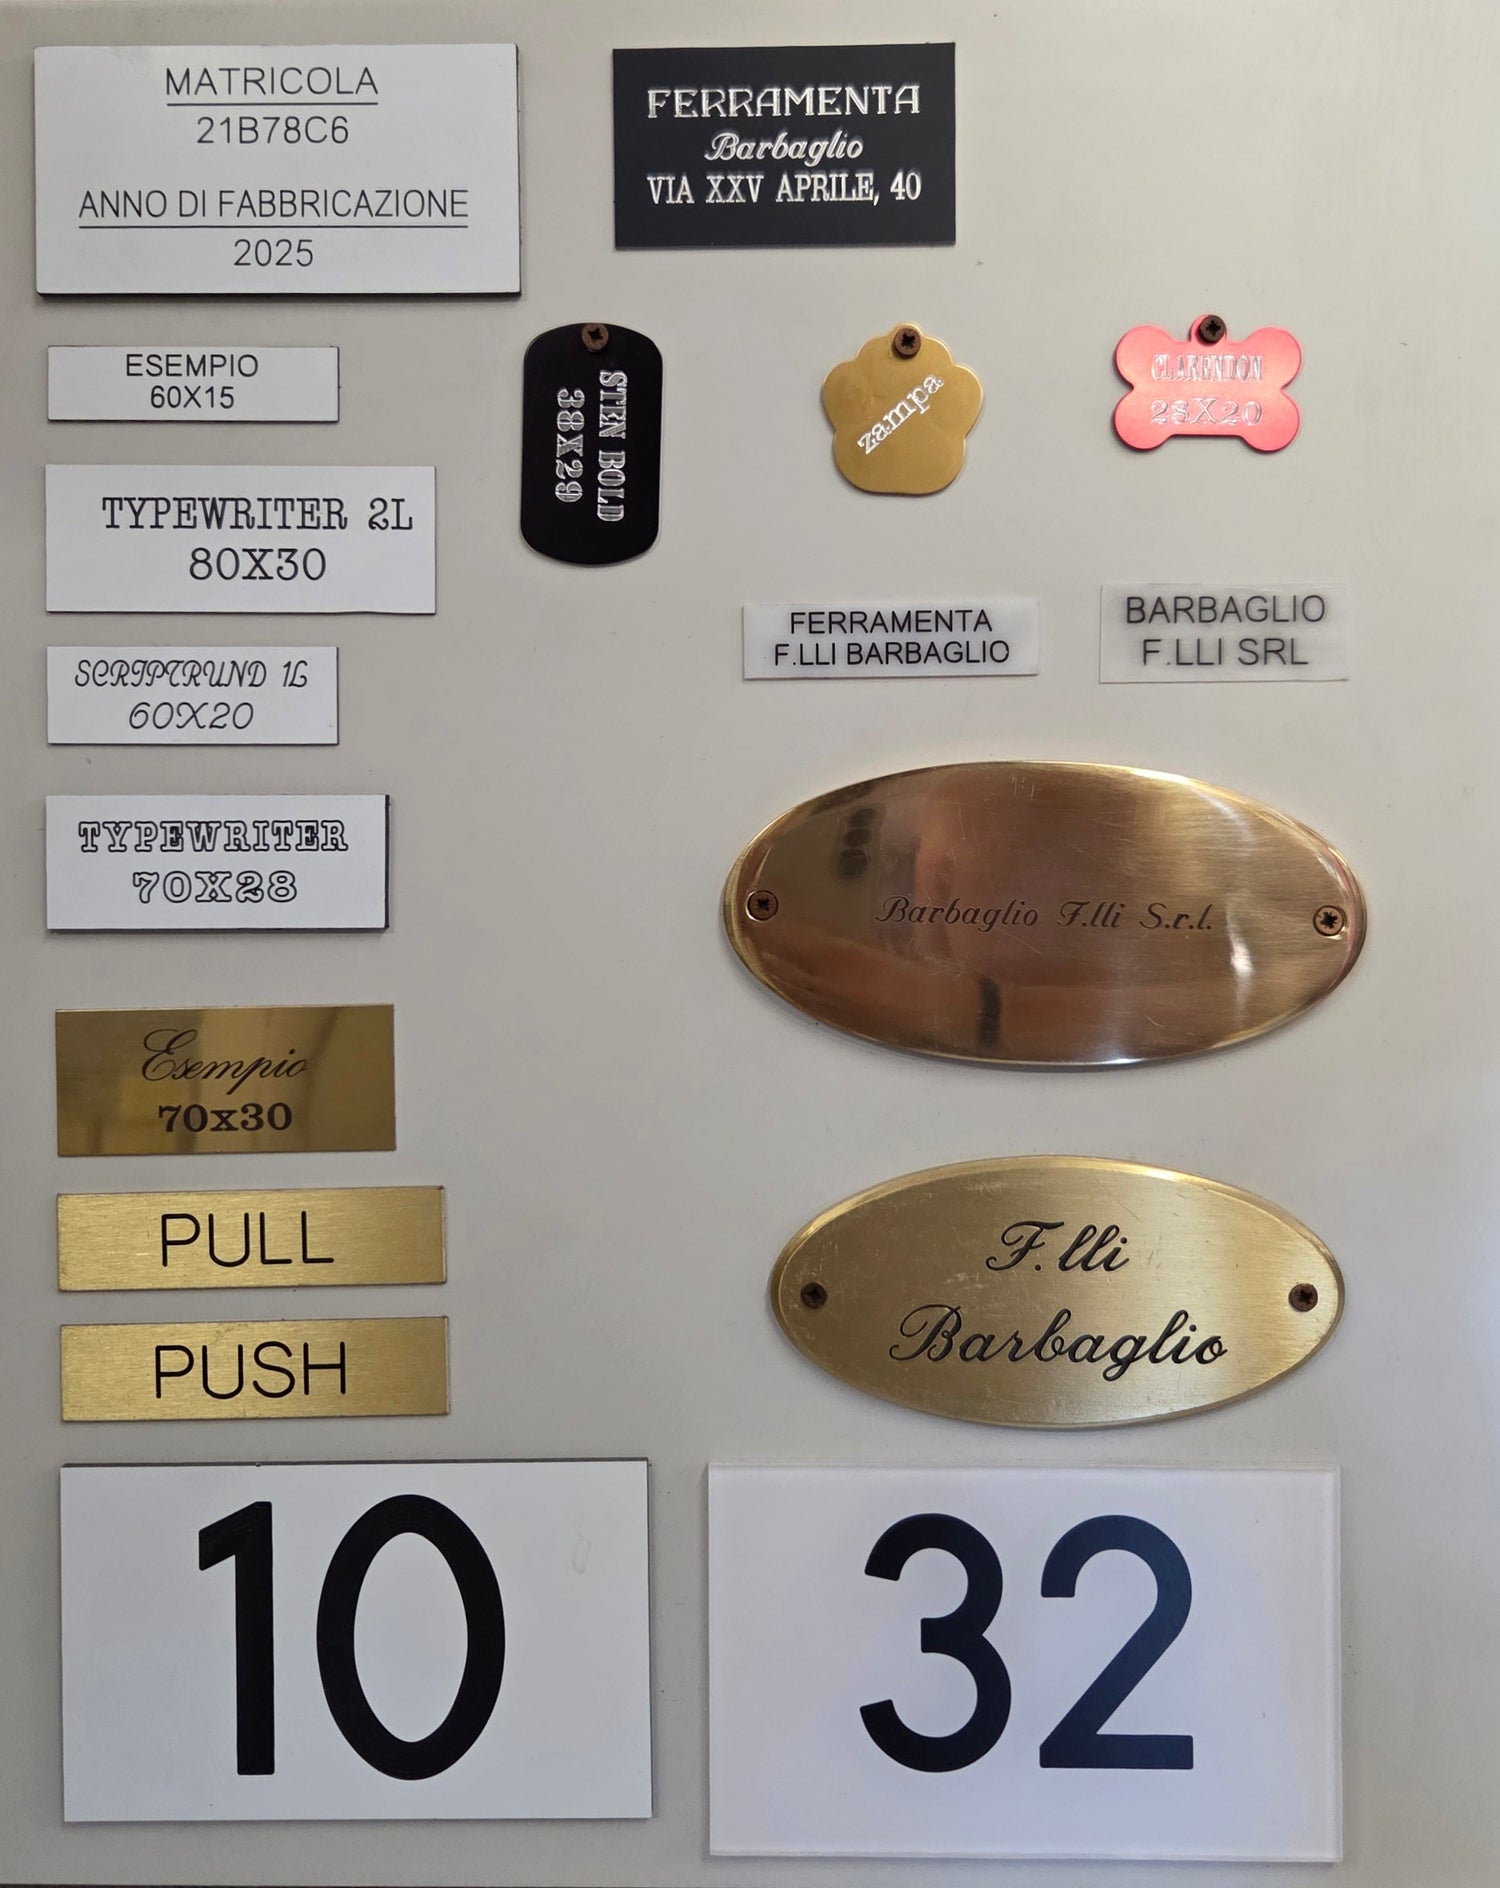 MATRICOLA
21B78C6
ANNO DI FABBRICAZIONE
2025
FERRAMENTA
Barbaglio
VIA XXV APRILE, 40
ESEMPIO
60X15
STEN BOLD
38X29
zampa
CLARENDON
28X20
TYPEWRITER 2L
80X30
FERRAMENTA
F.LLI BARBAGLIO
BARBAGLIO
F.LLI SRL
SCRIPTRUND 1L
60X20
TYPEWRITER
70X28
Barbaglio F.lli S.r.l.
Esempio
70x30
PULL
PUSH
F.lli
Barbaglio
10
32